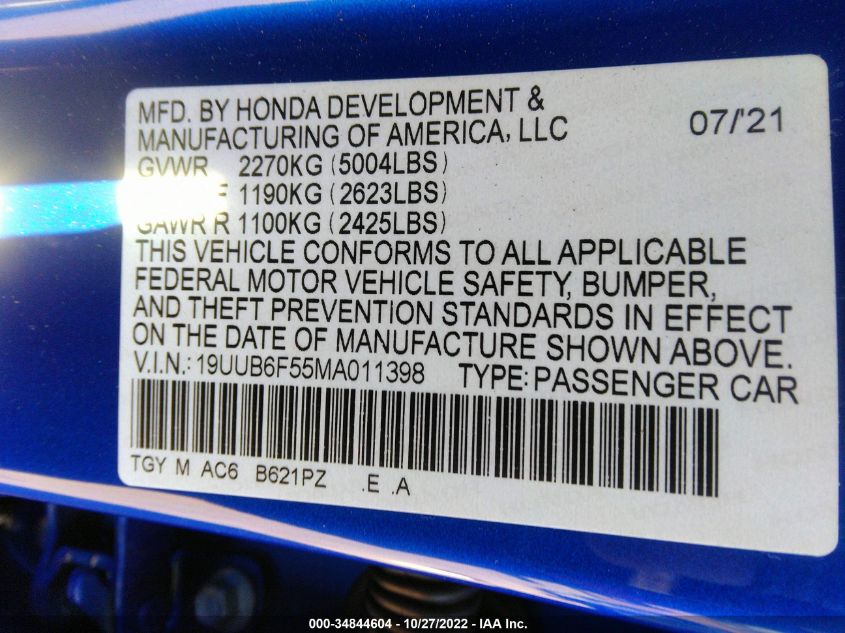 MFD. BY HONDA DEVELOPMENT &
MANUFACTURING OF AMERICA, LLC 07/'21
GVWR 2270KG (5004LBS)
F 1190KG (2623LBS)
GAWR R 1100KG (2425LBS)
THIS VEHICLE CONFORMS TO ALL APPLICABLE
FEDERAL MOTOR VEHICLE SAFETY, BUMPER,
AND THEFT PREVENTION STANDARDS IN EFFECT
ON THE DATE OF MANUFACTURE SHOWN ABOVE.
V.I.N.: 19UUB6F55MA011398 TYPE: PASSENGER CAR
TGY M AC6 B621PZ .E .A
000-34844604 - 10/27/2022 - IAA Inc.